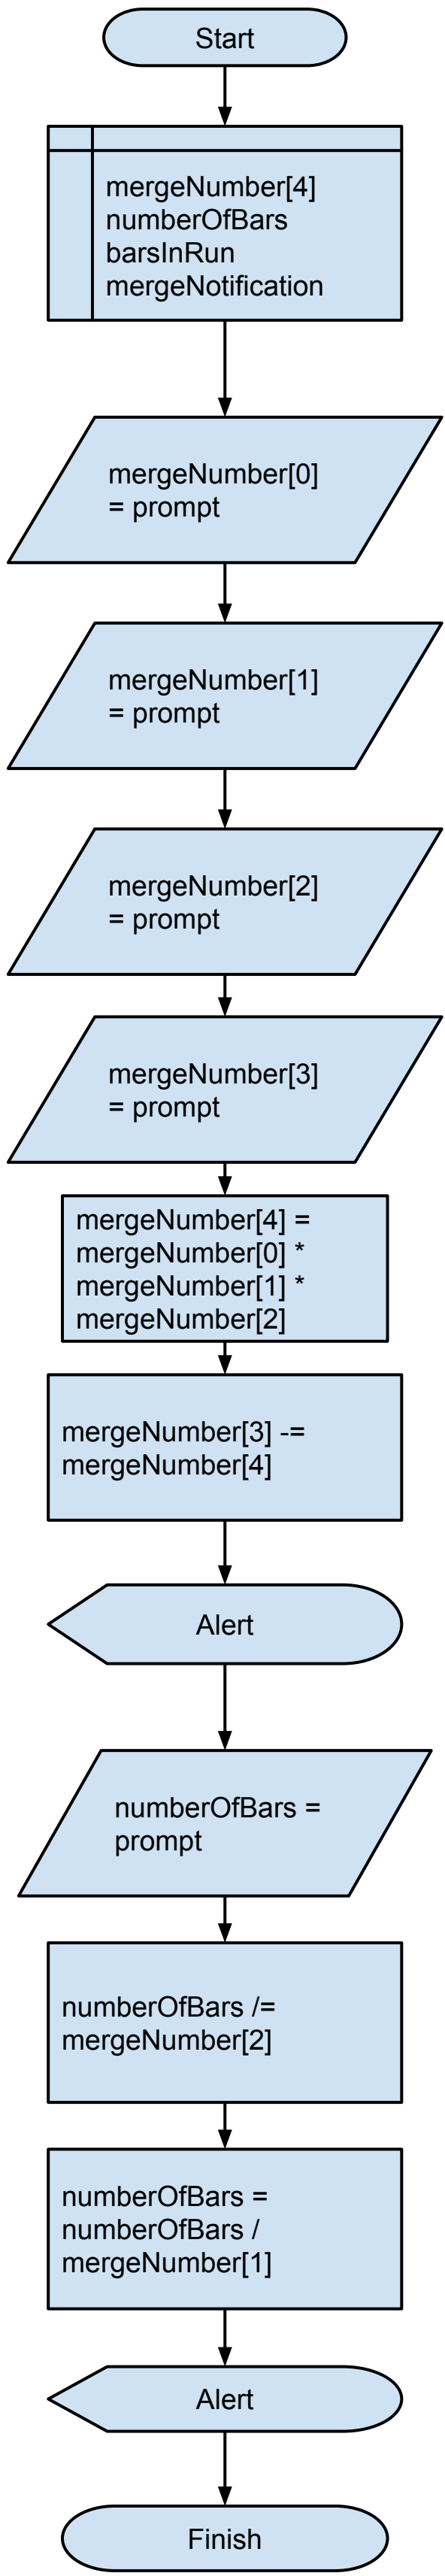 Start
mergeNumber[4]
numberOfBars
barsInRun
mergeNotification
mergeNumber[0]
= prompt
mergeNumber[1]
= prompt
mergeNumber[2]
= prompt
mergeNumber[3]
= prompt
mergeNumber[4] =
mergeNumber[0] *
mergeNumber[1] *
mergeNumber[2]
mergeNumber[3] -=
mergeNumber[4]
Alert
numberOfBars =
prompt
numberOfBars /=
mergeNumber[2]
numberOfBars =
numberOfBars /
mergeNumber[1]
Alert
Finish